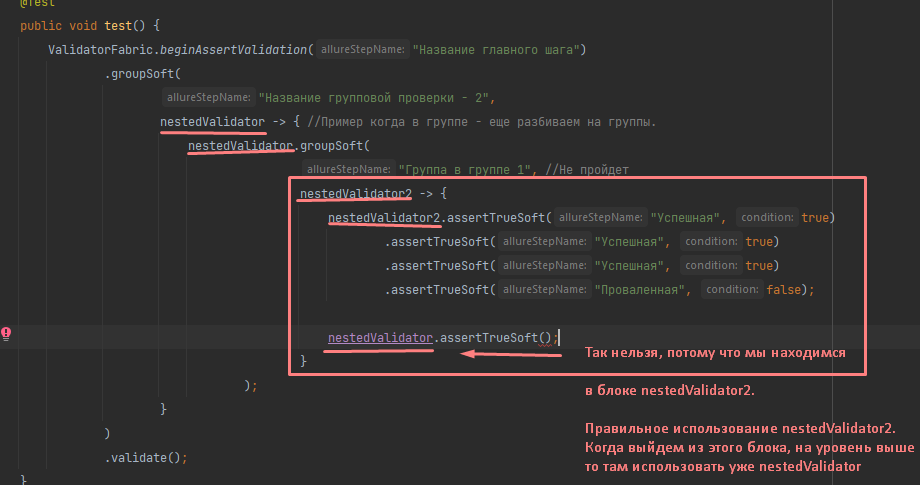 @Test
public void test() {
ValidatorFabric.beginAssertValidation( allureStepName: "Название главного шага")
.groupSoft(
allureStepName: "Название групповой проверки - 2",
nestedValidator -> { //Пример когда в группе - еще разбиваем на группы.
nestedValidator.groupSoft(
allureStepName: "Группа в группе 1", //Не пройдет
nestedValidator2 -> {
nestedValidator2.assertTrueSoft( allureStepName: "Успешная", condition: true)
.assertTrueSoft( allureStepName: "Успешная", condition: true)
.assertTrueSoft( allureStepName: "Успешная", condition: true)
.assertTrueSoft( allureStepName: "Проваленная", condition: false);
nestedValidator.assertTrueSoft();
Так нельзя, потому что мы находимся
}
в блоке nestedValidator2.
);
}
Правильное использование nestedValidator2.
)
Когда выйдем из этого блока, на уровень выше
.validate();
то там использовать уже nestedValidator
}